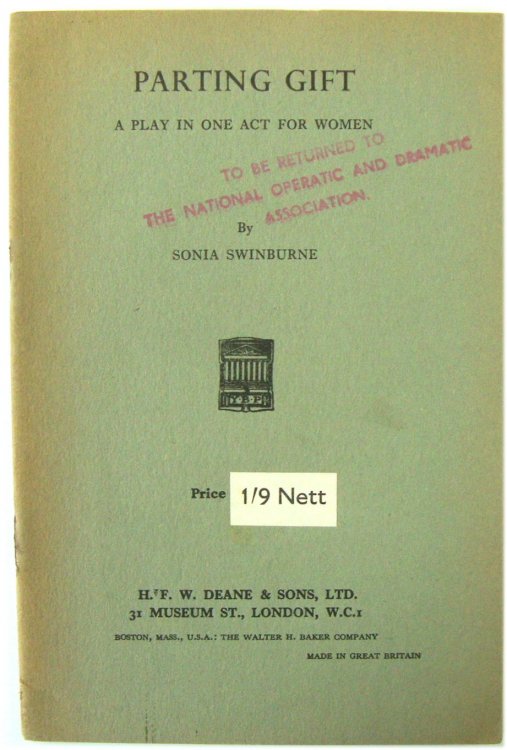 PARTING GIFT
A PLAY IN ONE ACT FOR WOMEN
TO BE RETURNED TO
THE NATIONAL OPERATIC AND DRAMATIC
ASSOCIATION.
By
SONIA SWINBURNE
Y B P
Price 1/9 Nett
H. F. W. DEANE & SONS, LTD.
31 MUSEUM ST., LONDON, W.C.1
BOSTON, MASS., U.S.A.: THE WALTER H. BAKER COMPANY
MADE IN GREAT BRITAIN